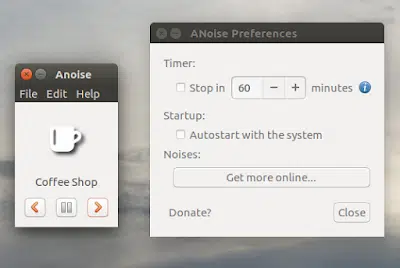 Anoise
File Edit Help
Coffee Shop
ANoise Preferences
Timer:
Stop in 60 − + minutes
Startup:
Autostart with the system
Noises:
Get more online...
Donate? Close